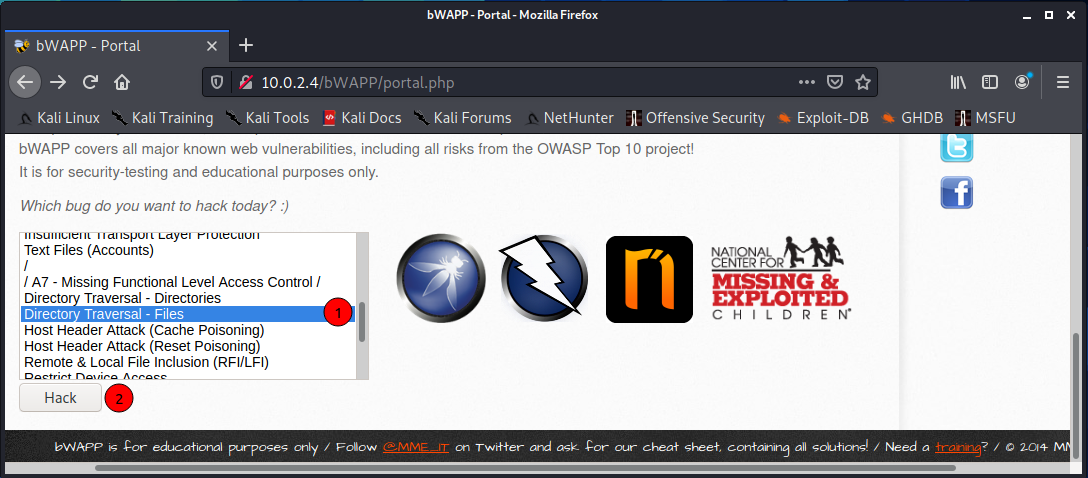 bWAPP - Portal - Mozilla Firefox
bWAPP - Portal
10.0.2.4/bWAPP/portal.php
Kali Linux Kali Training Kali Tools Kali Docs Kali Forums NetHunter Offensive Security Exploit-DB GHDB MSFU
bWAPP covers all major known web vulnerabilities, including all risks from the OWASP Top 10 project!
It is for security-testing and educational purposes only.
Which bug do you want to hack today? :)
Insufficient Transport Layer Protection
Text Files (Accounts)
/
/ A7 - Missing Functional Level Access Control /
Directory Traversal - Directories
Directory Traversal - Files
1
Host Header Attack (Cache Poisoning)
Host Header Attack (Reset Poisoning)
Remote & Local File Inclusion (RFI/LFI)
Restrict Device Access
Hack
2
NATIONAL
CENTER FOR
MISSING &
EXPLOITED
CHILDREN®
bWAPP is for educational purposes only / Follow @MME_IT on Twitter and ask for our cheat sheet, containing all solutions! / Need a training? / © 2014 MM